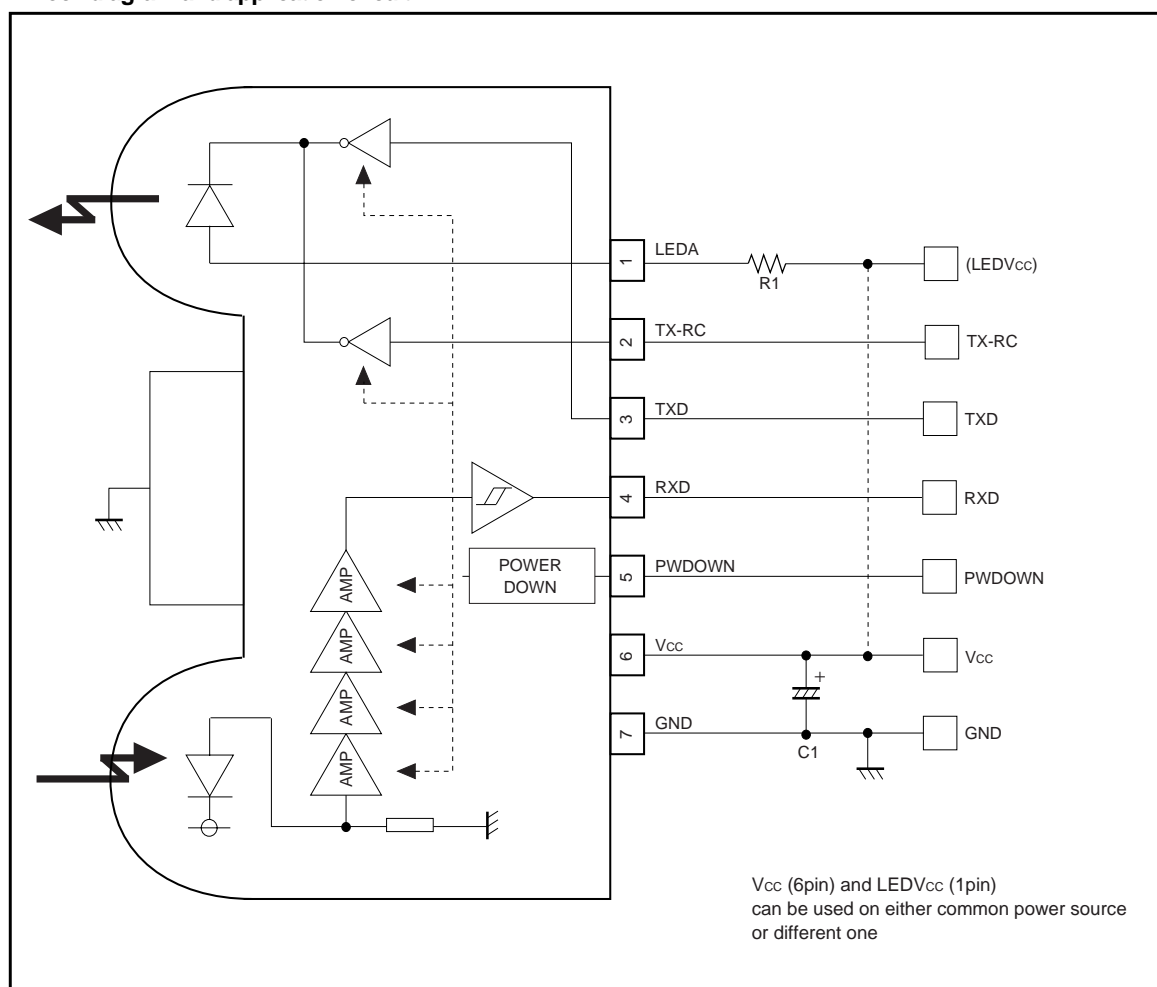 1 LEDA
R1
(LEDVcc)
2 TX-RC
TX-RC
3 TXD
TXD
4 RXD
RXD
POWER
DOWN
5 PWDOWN
PWDOWN
AMP
AMP
AMP
AMP
6 Vcc
+
Vcc
7 GND
C1
GND
Vcc (6pin) and LEDVcc (1pin)
can be used on either common power source
or different one